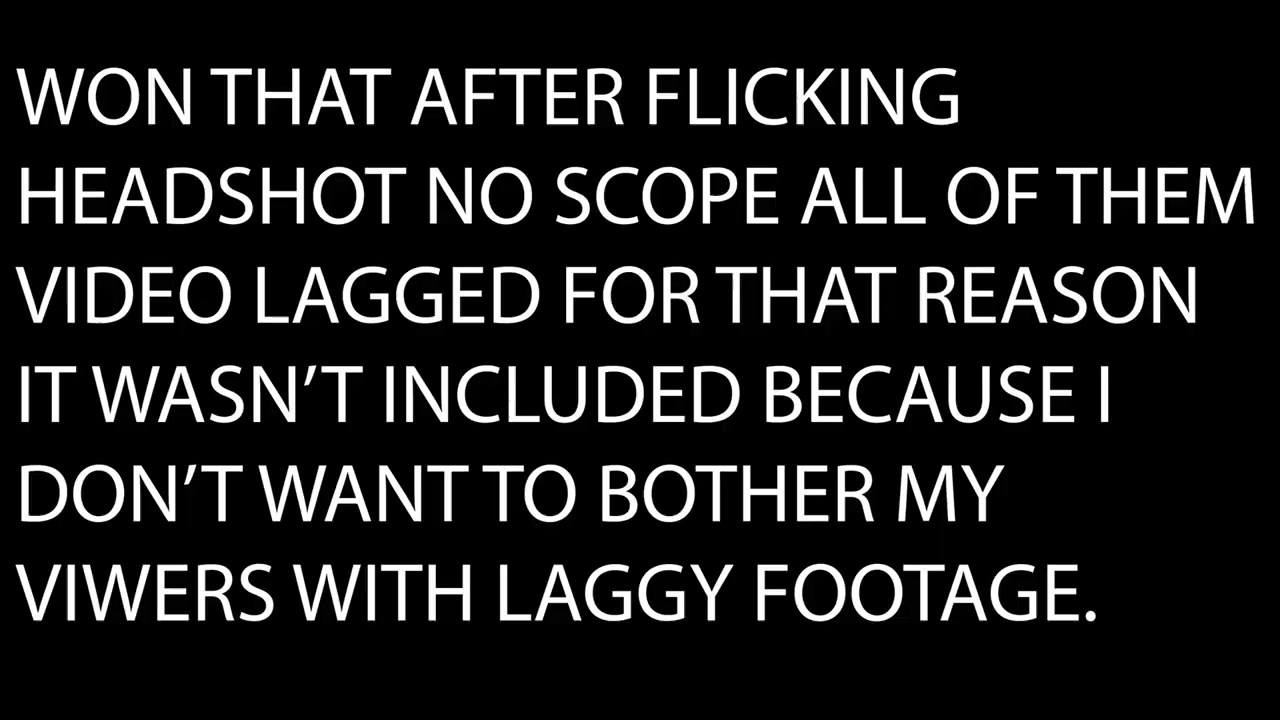 WON THAT AFTER FLICKING
HEADSHOT NO SCOPE ALL OF THEM
VIDEO LAGGED FOR THAT REASON
IT WASN’T INCLUDED BECAUSE I
DON’T WANT TO BOTHER MY
VIWERS WITH LAGGY FOOTAGE.